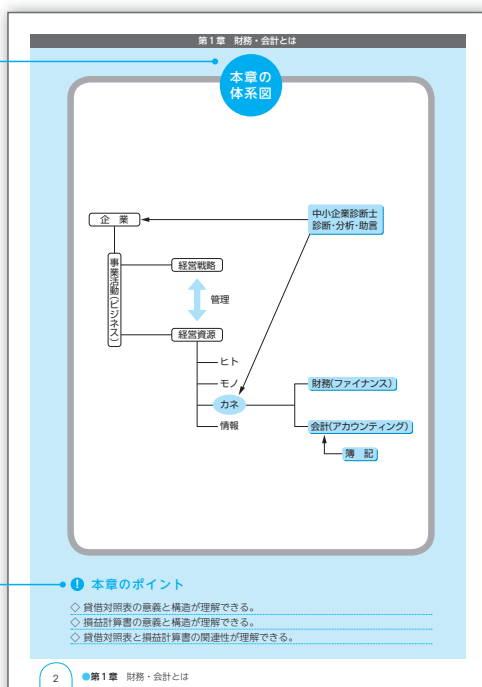 第1章 財務・会計とは
本章の
体系図
企 業
中小企業診断士
診断・分析・助言
事業活動(ビジネス)
経営戦略
管理
経営資源
ヒト
モノ
カネ
情報
財務(ファイナンス)
会計(アカウンティング)
簿 記
! 本章のポイント
◇ 貸借対照表の意義と構造が理解できる。
◇ 損益計算書の意義と構造が理解できる。
◇ 貸借対照表と損益計算書の関連性が理解できる。
2 ●第1章 財務・会計とは